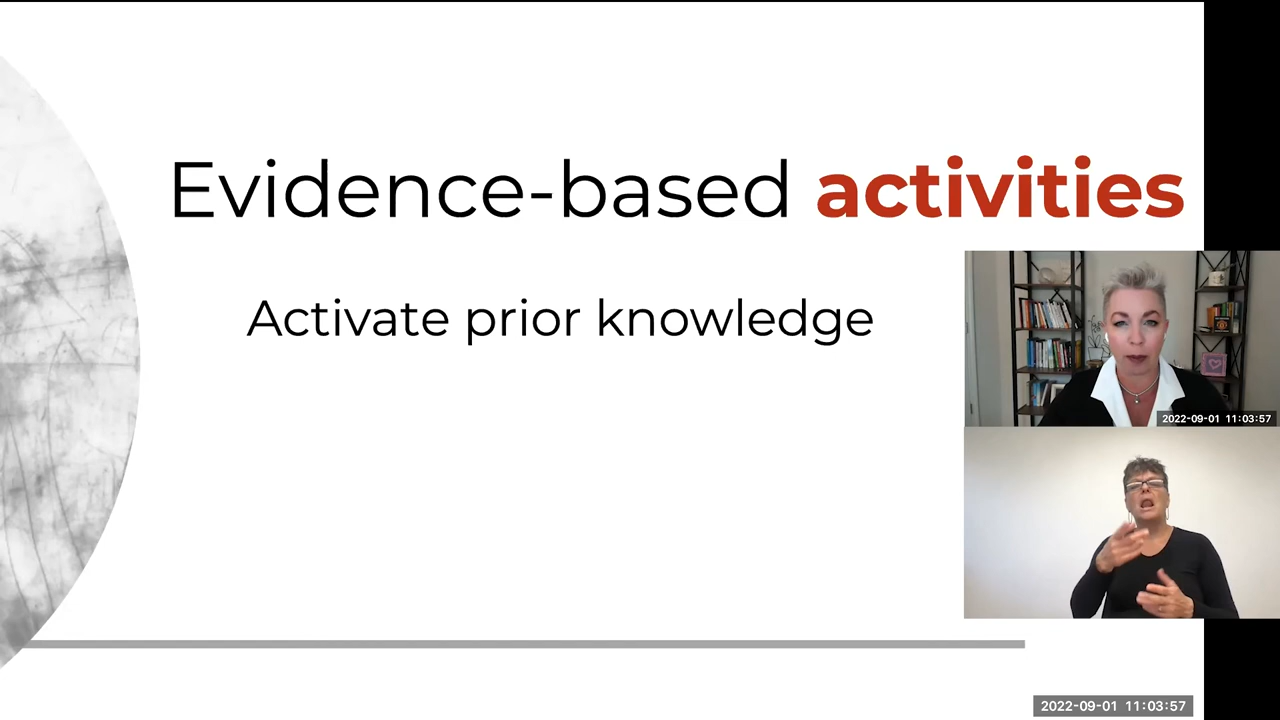 Evidence-based activities
Activate prior knowledge
2022-09-01 11:03:57
2022-09-01 11:03:57